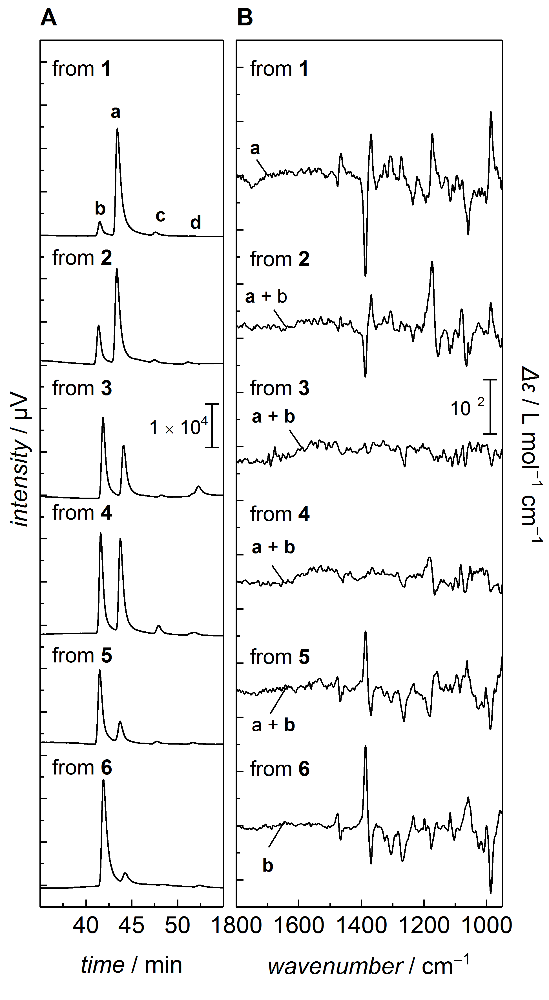 A
B
from 1
a
b
c
d
from 2
from 3
1 × 10⁴
from 4
from 5
from 6
intensity / µV
40
45
50
time / min
from 1
a
from 2
a + b
from 3
10⁻²
a + b
from 4
a + b
from 5
a + b
from 6
b
Δε / L mol⁻¹ cm⁻¹
1800
1600
1400
1200
1000
wavenumber / cm⁻¹